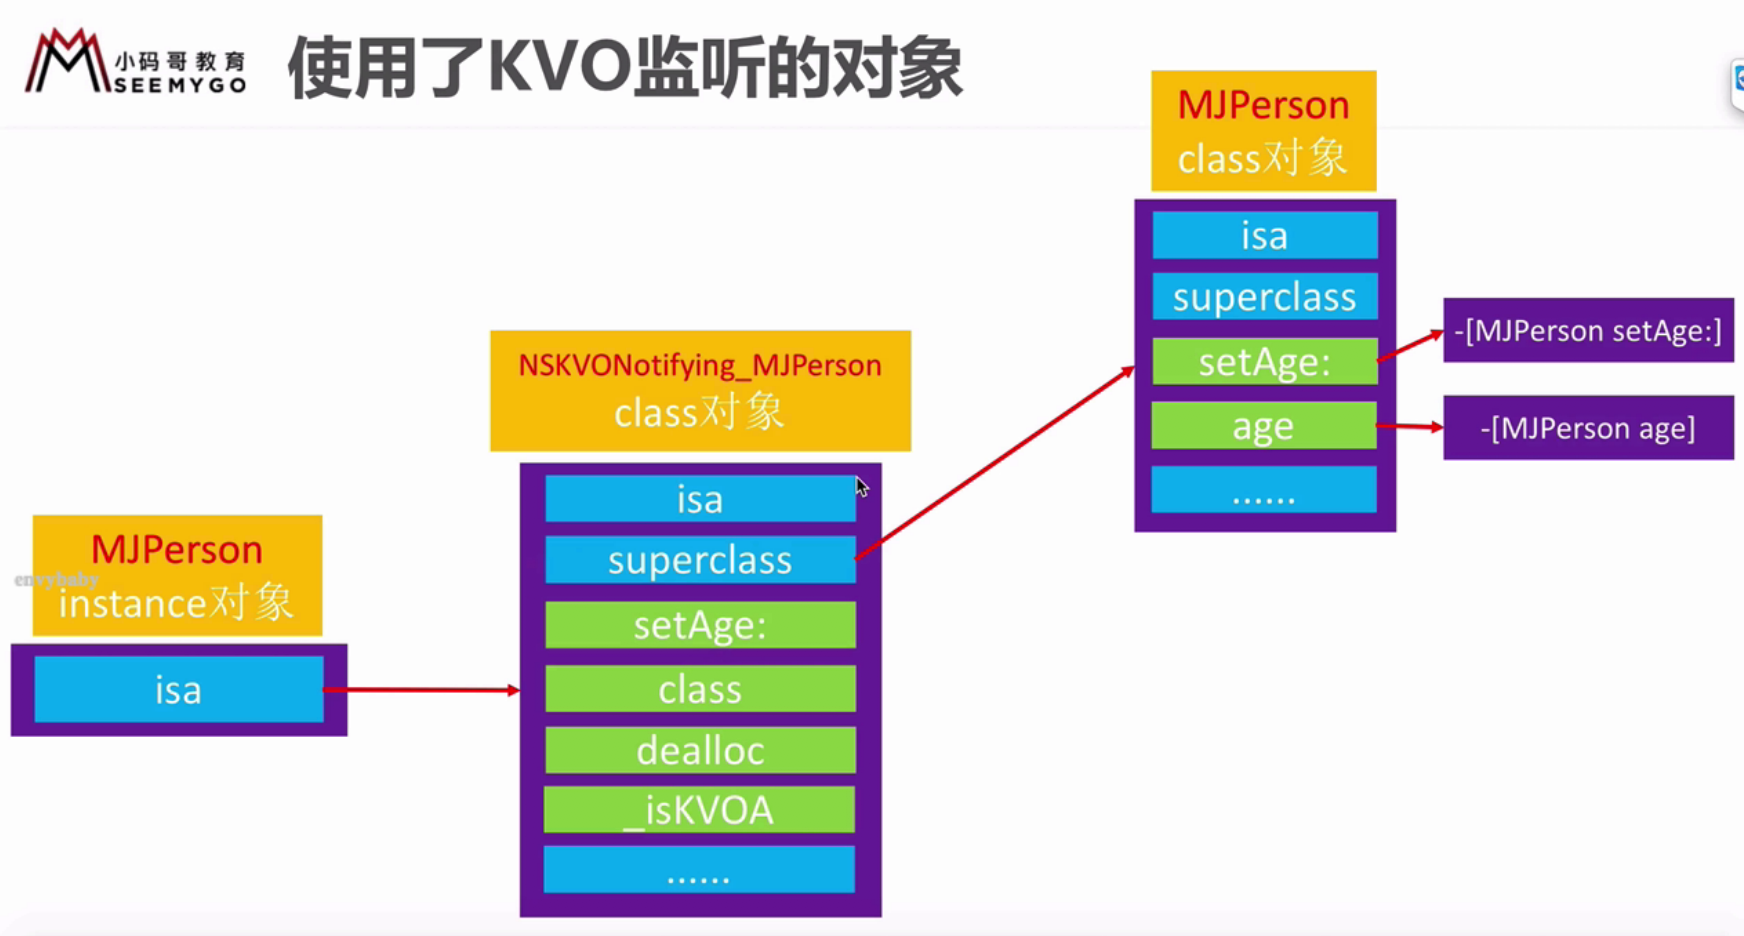 小码哥教育
SEEMYGO
使用了KVO监听的对象
MJPerson
class对象
isa
superclass
setAge:
age
......
-[MJPerson setAge:]
-[MJPerson age]
NSKVONotifying_MJPerson
class对象
isa
superclass
setAge:
class
dealloc
_isKVOA
......
MJPerson
envybaby
instance对象
isa